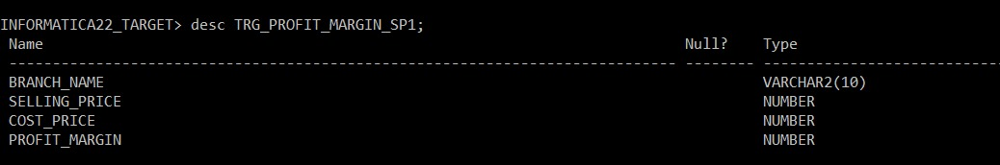 INFORMATICA22_TARGET> desc TRG_PROFIT_MARGIN_SP1;
Name Null? Type
----------------------------------------------------------------------------- -------- ----------------------------
BRANCH_NAME VARCHAR2(10)
SELLING_PRICE NUMBER
COST_PRICE NUMBER
PROFIT_MARGIN NUMBER